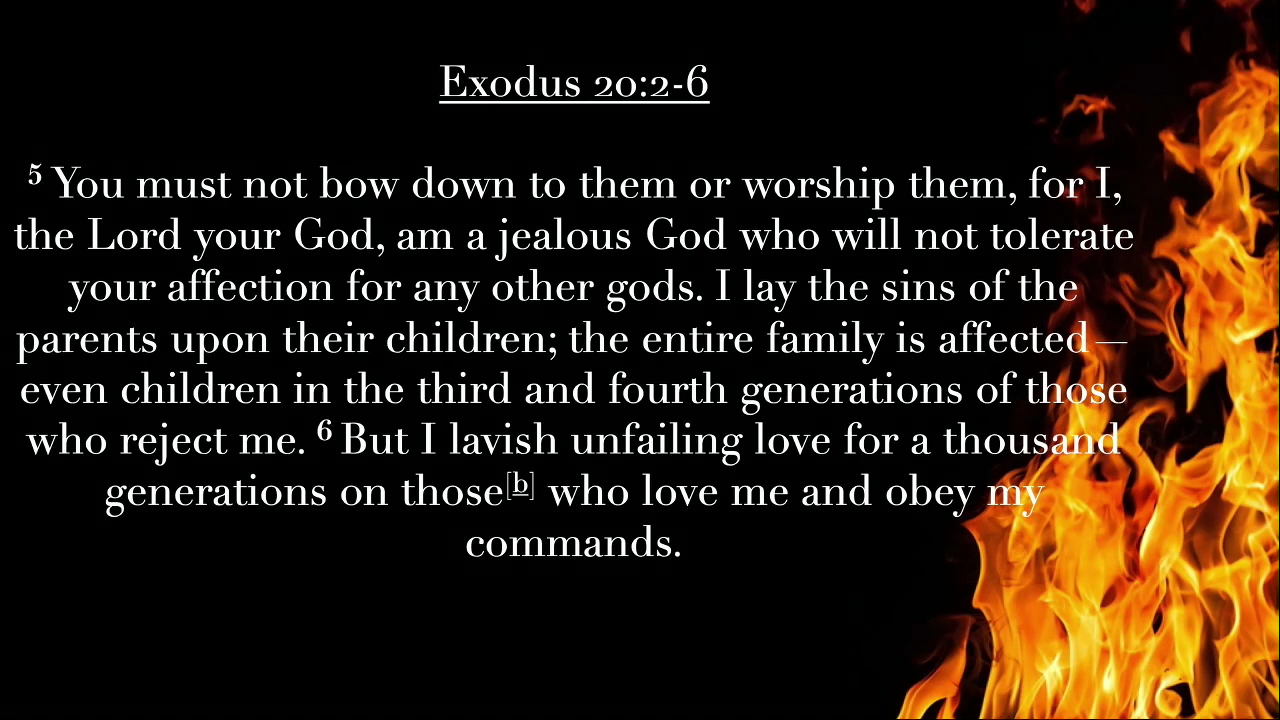 Exodus 20:2-6
5 You must not bow down to them or worship them, for I,
the Lord your God, am a jealous God who will not tolerate
your affection for any other gods. I lay the sins of the
parents upon their children; the entire family is affected—
even children in the third and fourth generations of those
who reject me. 6 But I lavish unfailing love for a thousand
generations on those[b] who love me and obey my
commands.